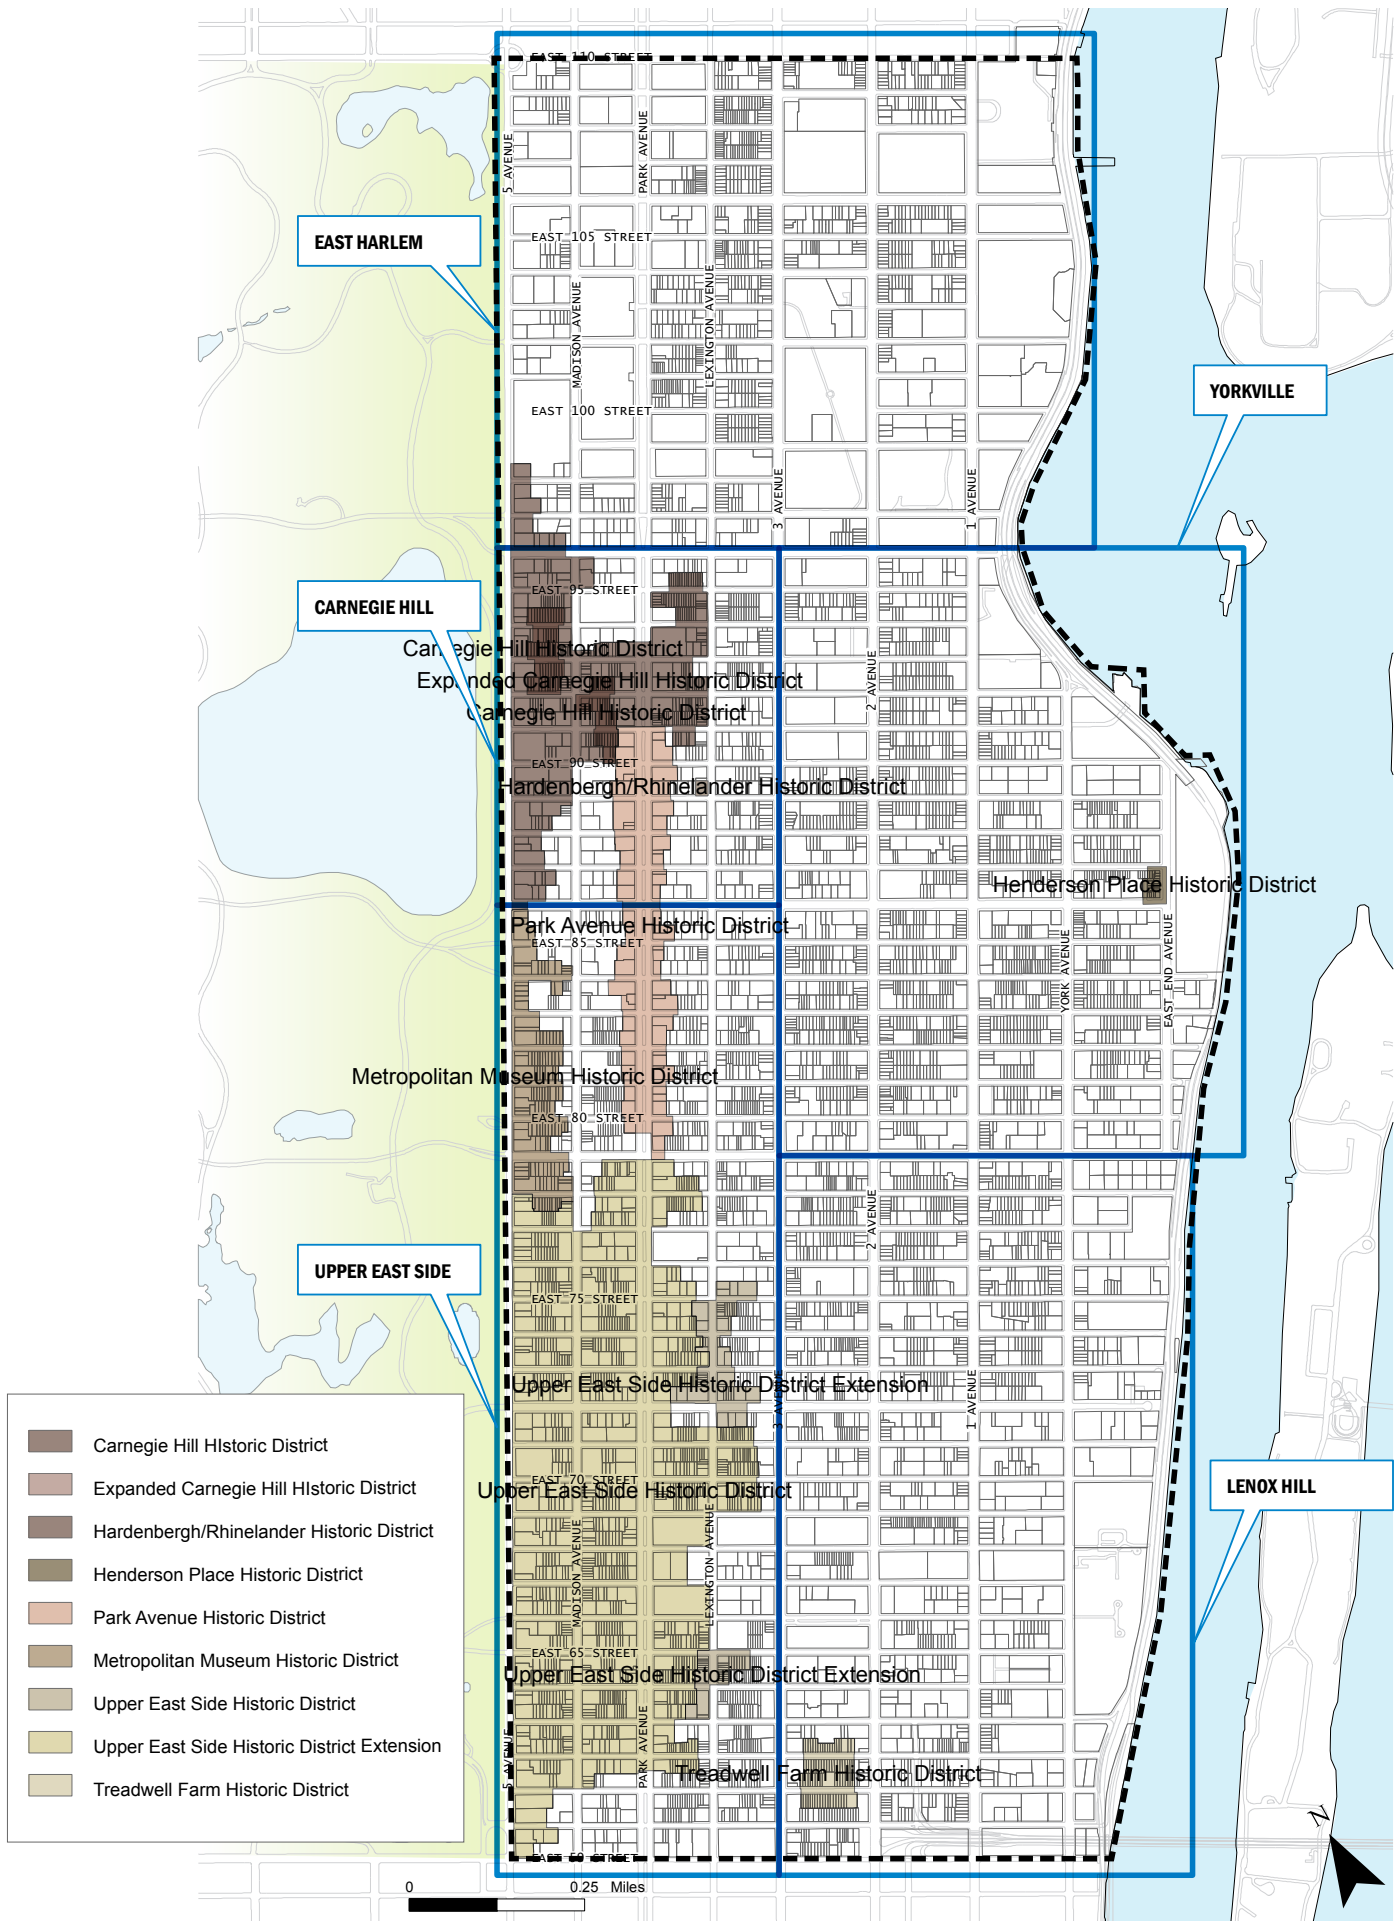 EAST 110 STREET
5 AVENUE
PARK AVENUE
EAST HARLEM
EAST 105 STREET
MADISON AVENUE
LEXINGTON AVENUE
YORKVILLE
EAST 100 STREET
3 AVENUE
1 AVENUE
EAST 95 STREET
CARNEGIE HILL
Carnegie Hill Historic District
2 AVENUE
Expanded Carnegie Hill Historic District
Carnegie Hill Historic District
EAST 90 STREET
Hardenbergh/Rhinelander Historic District
Henderson Place Historic District
Park Avenue Historic District
EAST 85 STREET
YORK AVENUE
EAST END AVENUE
Metropolitan Museum Historic District
EAST 80 STREET
2 AVENUE
UPPER EAST SIDE
EAST 75 STREET
Upper East Side Historic District Extension
3 AVENUE
1 AVENUE
EAST 70 STREET
Upper East Side Historic District
LENOX HILL
MADISON AVENUE
LEXINGTON AVENUE
EAST 65 STREET
Upper East Side Historic District Extension
5 AVENUE
PARK AVENUE
Treadwell Farm Historic District
EAST 59 STREET
Carnegie Hill HIstoric District
Expanded Carnegie Hill HIstoric District
Hardenbergh/Rhinelander Historic District
Henderson Place Historic District
Park Avenue Historic District
Metropolitan Museum Historic District
Upper East Side Historic District
Upper East Side Historic District Extension
Treadwell Farm Historic District
N
0 0.25 Miles